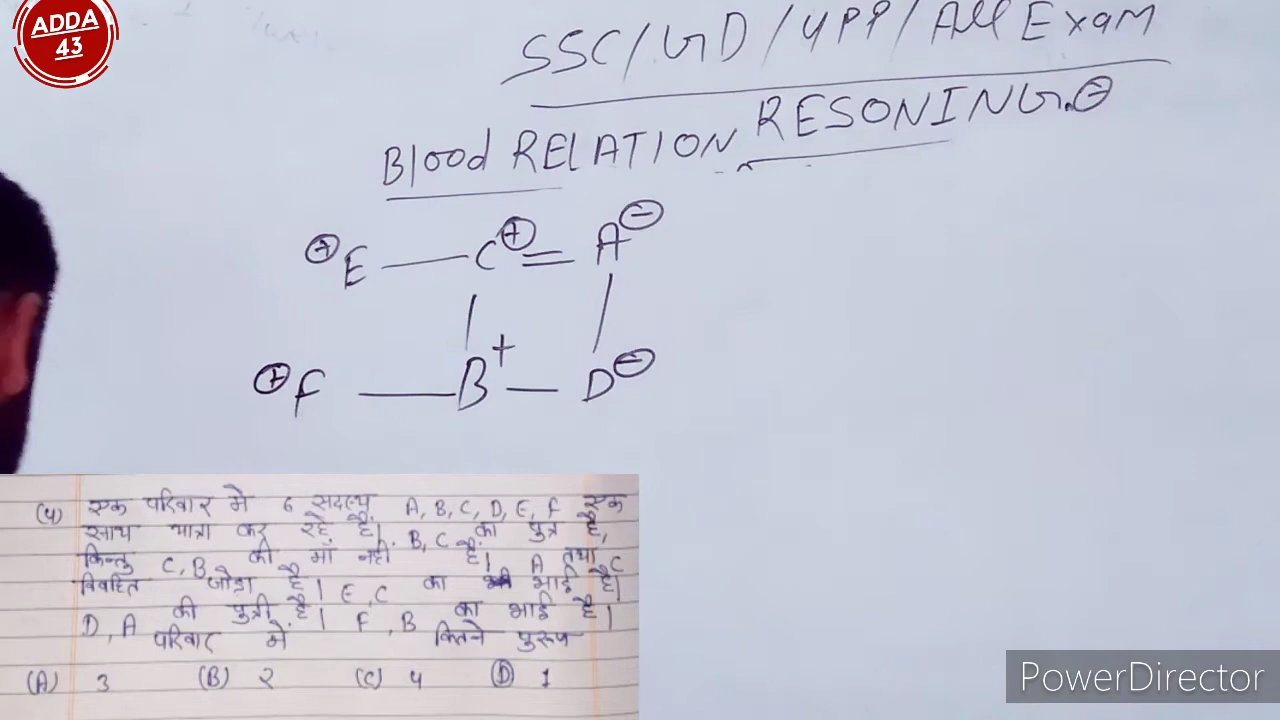 ADDA
43
SSC/GD/UPP/All Exam
Blood RELATION RESONING.⊖
⊕ E — C ⊕ = A ⊖
⊕ F — B + — D ⊖
(4) एक परिवार मे 6 सदस्य A, B, C, D, E, F एक
साथ यात्रा कर रहे है। B, C का पुत्र है,
किन्तु C, B की माँ नही है। A तथा C
विवाहित जोड़ा है। E, C का भाई है।
D, A की पुत्री है। F, B का भाई है।
परिवार में कितने पुरुष
(A) 3 (B) २ (C) 4 (D) 1
PowerDirector